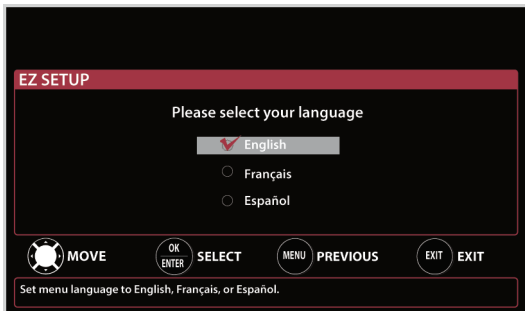 EZ SETUP
Please select your language
English
Français
Español
MOVE OK ENTER SELECT MENU PREVIOUS EXIT EXIT
Set menu language to English, Français, or Español.